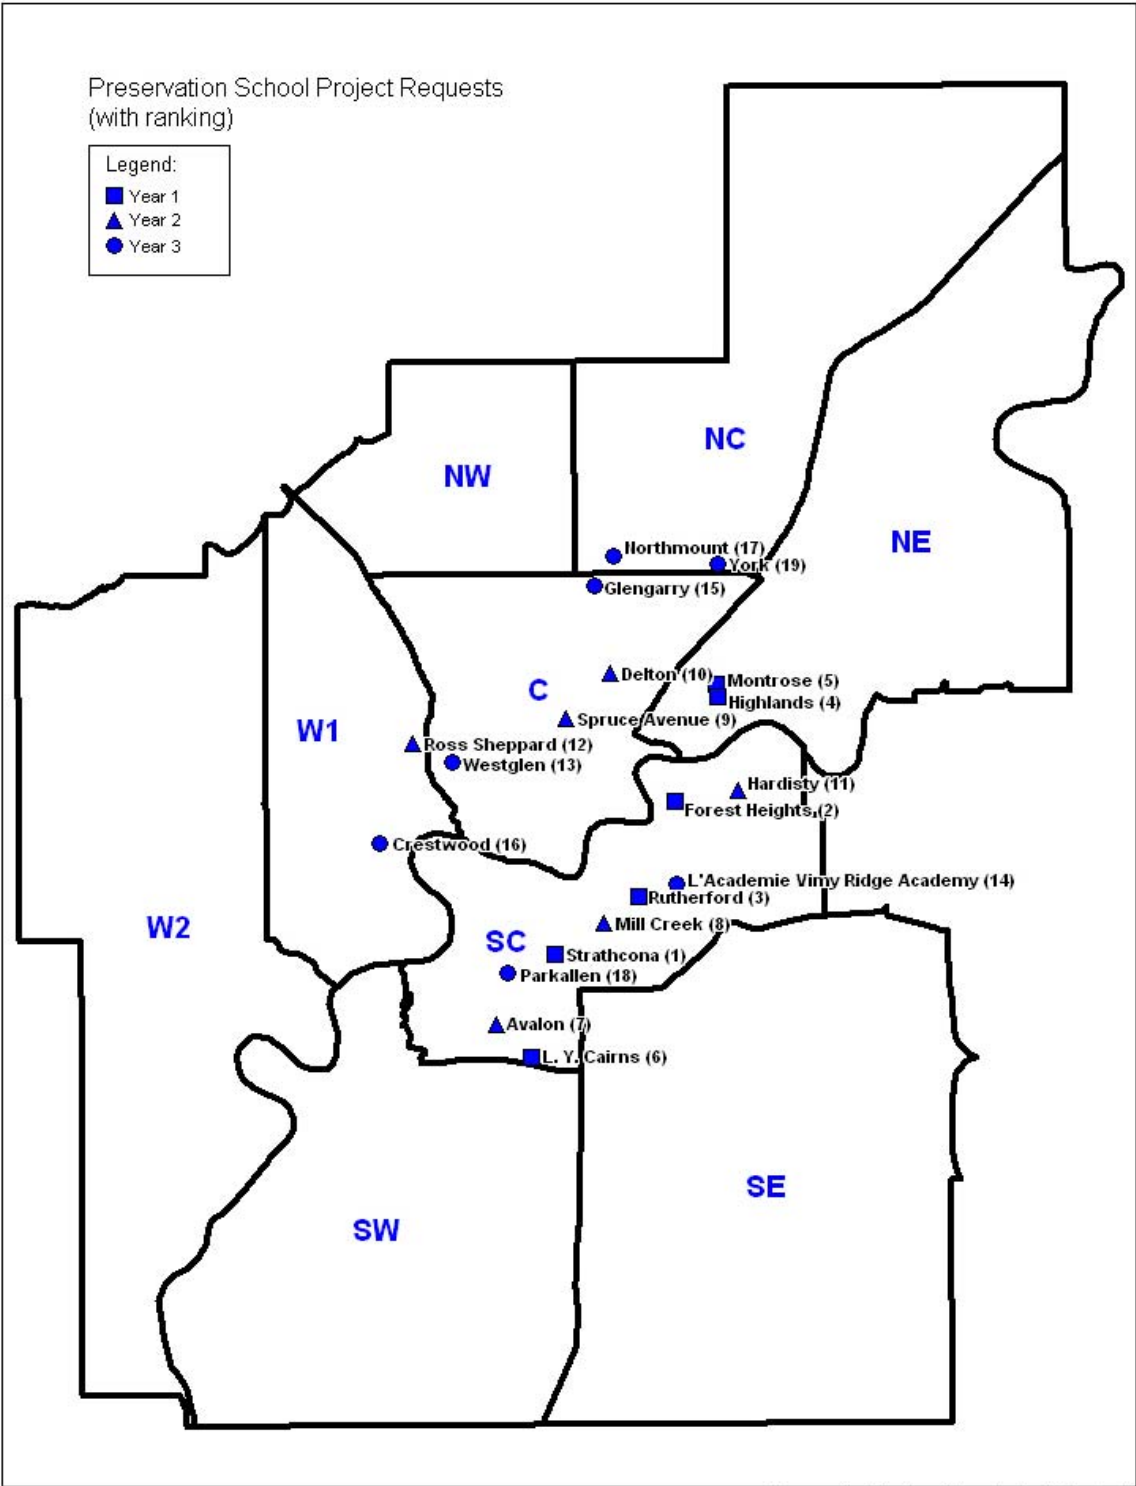 Preservation School Project Requests
(with ranking)
Legend:
Year 1
Year 2
Year 3
NC
NW
NE
Northmount (17)
York (19)
Glengarry (15)
Delton (10)
Montrose (5)
C
Highlands (4)
Spruce Avenue (9)
W1
Ross Sheppard (12)
Westglen (13)
Hardisty (11)
Forest Heights (2)
Crestwood (16)
L'Academie Vimy Ridge Academy (14)
Rutherford (3)
W2
Mill Creek (8)
SC
Strathcona (1)
Parkallen (18)
Avalon (7)
L. Y. Cairns (6)
SE
SW